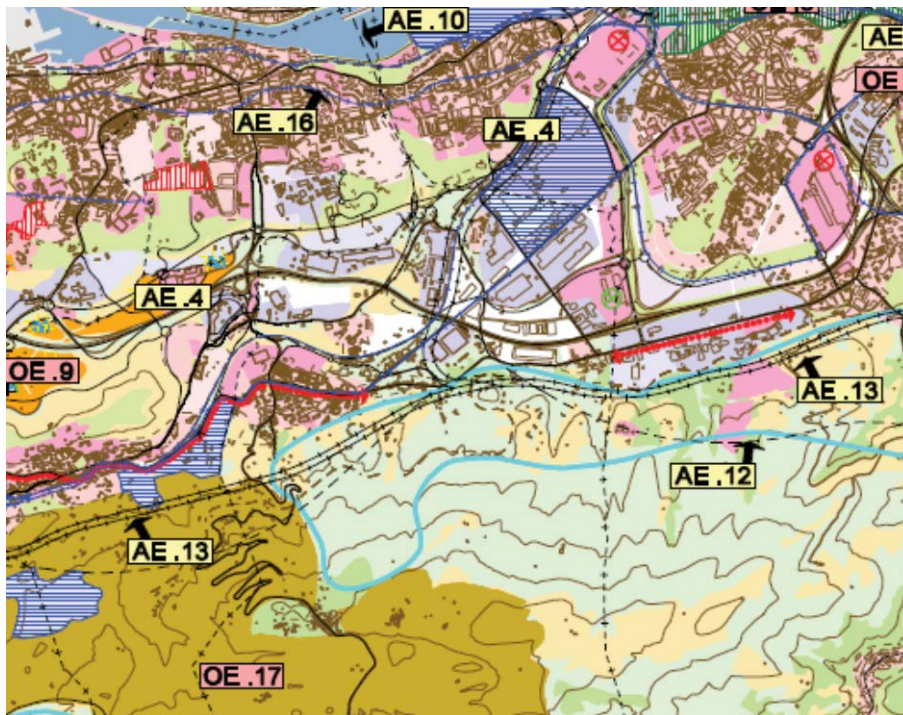 AE .10
AE
OE
AE .16
AE .4
AE .4
OE .9
AE .13
AE .12
AE .13
OE .17